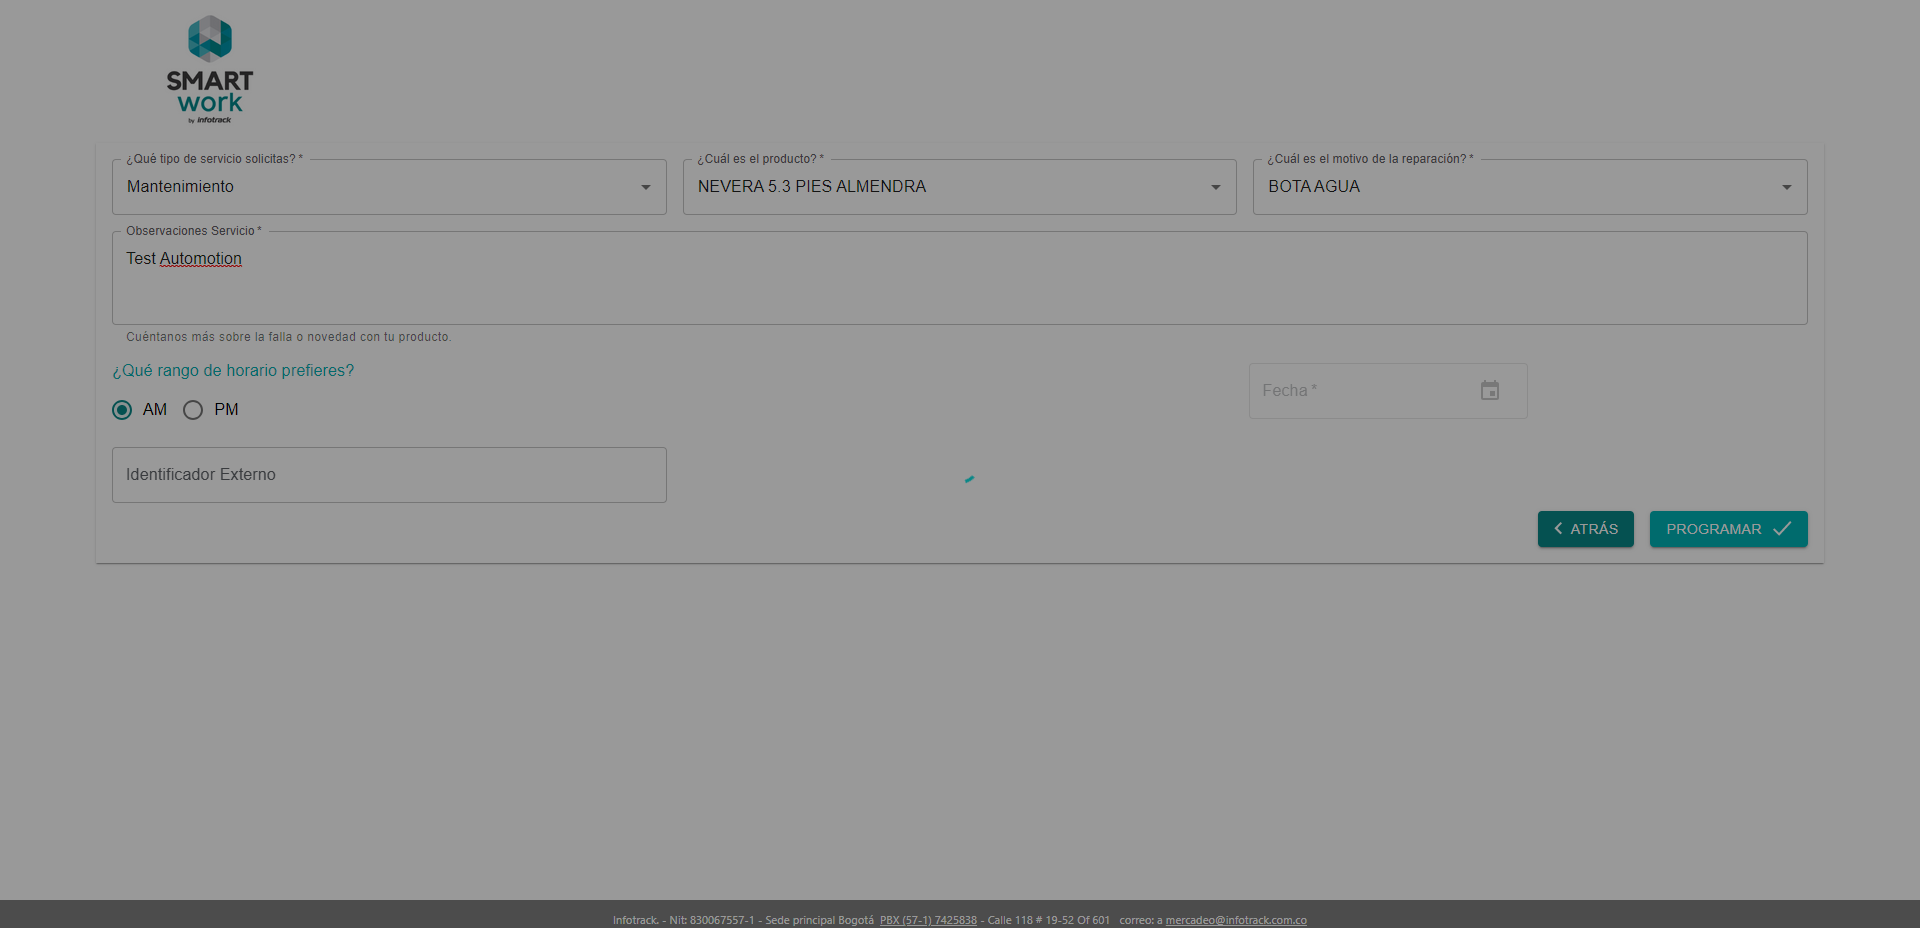 SMART
work
by infotrack
¿Qué tipo de servicio solicitas? *
Mantenimiento
¿Cuál es el producto? *
NEVERA 5.3 PIES ALMENDRA
¿Cuál es el motivo de la reparación? *
BOTA AGUA
Observaciones Servicio *
Test Automotion
Cuéntanos más sobre la falla o novedad con tu producto.
¿Qué rango de horario prefieres?
AM PM
Fecha *
Identificador Externo
ATRÁS
PROGRAMAR
Infotrack. - Nit: 830067557-1 - Sede principal Bogotá PBX (57-1) 7425838 - Calle 118 # 19-52 Of 601 correo: a mercadeo@infotrack.com.co